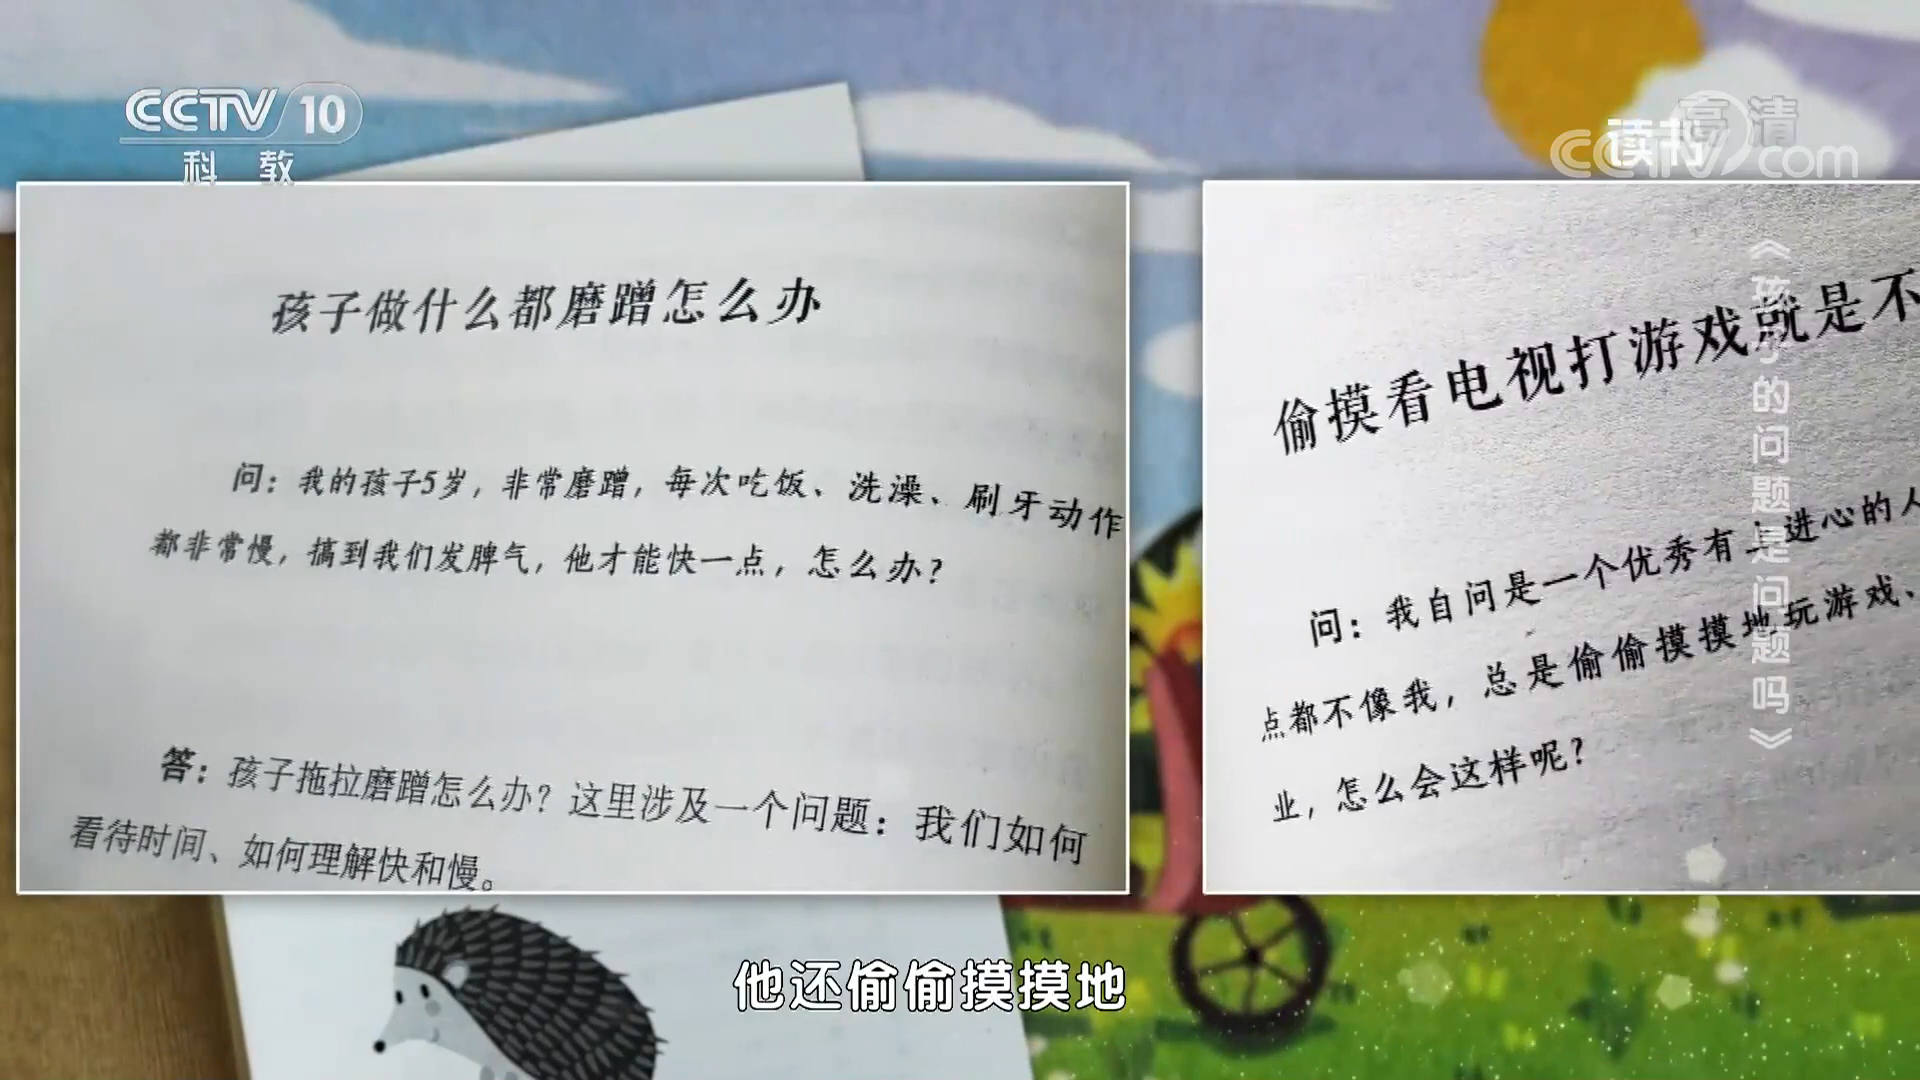 CCTV 10
科 教
高清
读书
CCTV.com
孩子做什么都磨蹭怎么办
问：我的孩子5岁，非常磨蹭，每次吃饭、洗澡、刷牙动作
都非常慢，搞到我们发脾气，他才能快一点，怎么办？
答：孩子拖拉磨蹭怎么办？这里涉及一个问题：我们如何
看待时间、如何理解快和慢。
偷摸看电视打游戏就是不
问：我自问是一个优秀有上进心的人
点都不像我，总是偷偷摸摸地玩游戏、
业，怎么会这样呢？
《孩子的问题是问题吗》
他还偷偷摸摸地